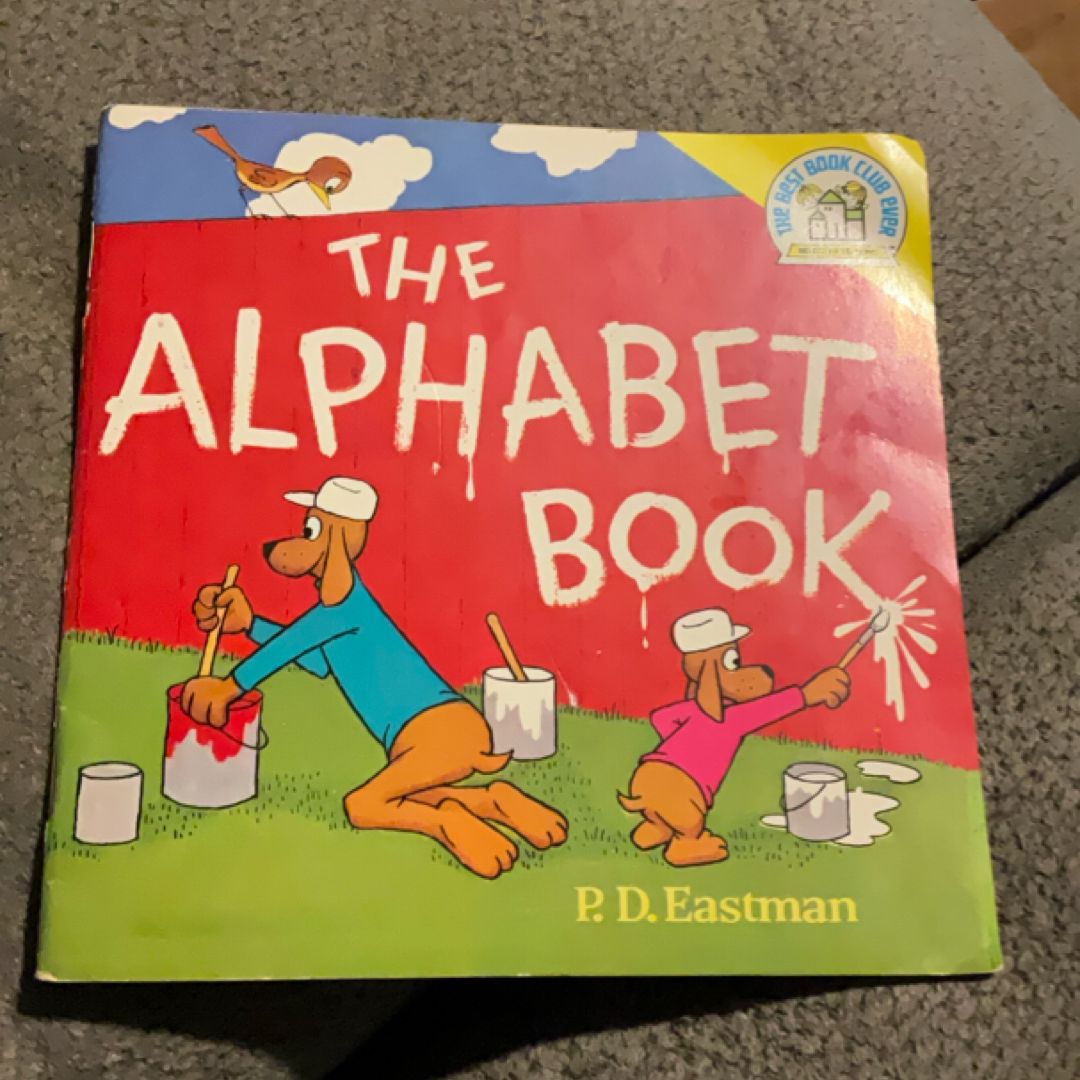 THE BEST BOOK CLUB EVER
THE
ALPHABET
BOOK
P. D. Eastman